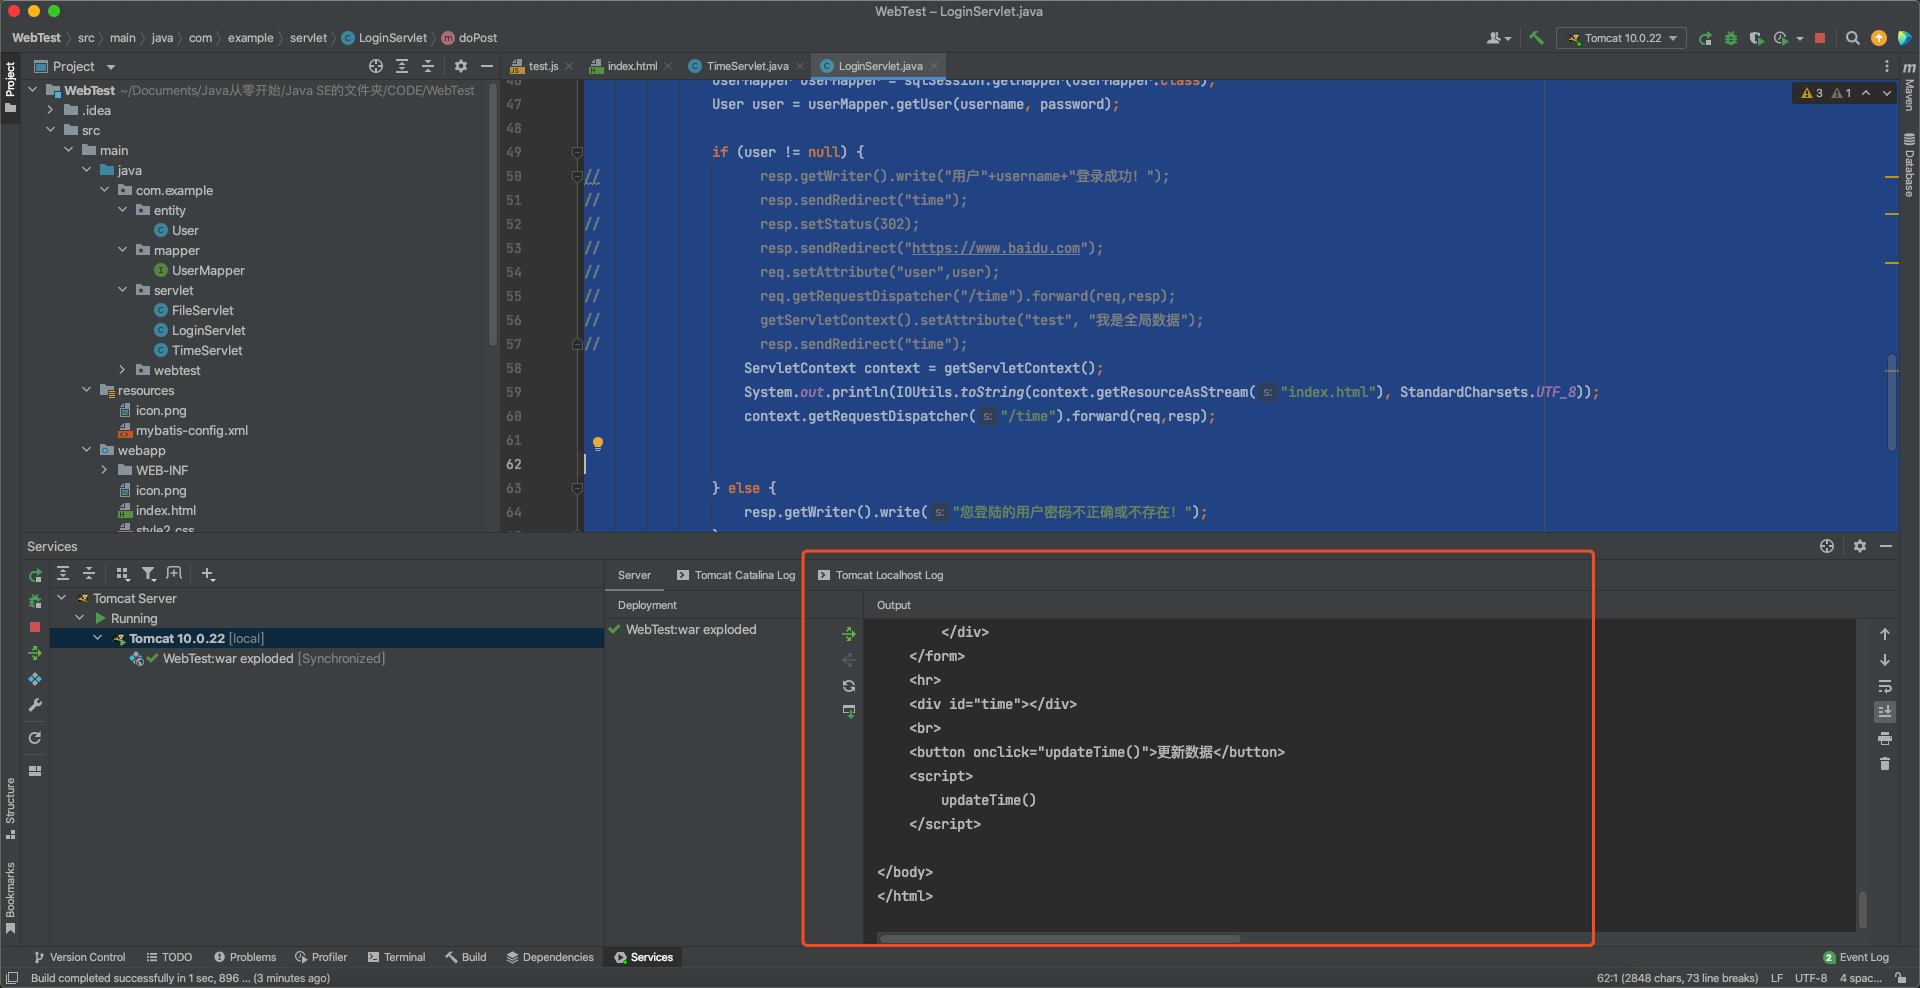 WebTest – LoginServlet.java
WebTest src main java com example servlet LoginServlet doPost
Tomcat 10.0.22
Project
test.js index.html TimeServlet.java LoginServlet.java
WebTest ~/Documents/Java从零开始/Java SE的文件夹/CODE/WebTest
.idea
src
main
java
com.example
entity
User
mapper
UserMapper
servlet
FileServlet
LoginServlet
TimeServlet
webtest
resources
icon.png
mybatis-config.xml
webapp
WEB-INF
icon.png
index.html
style2.css
Project
Structure
Bookmarks
46 UserMapper userMapper = sqlSession.getMapper(UserMapper.class);
47 User user = userMapper.getUser(username, password);
48
49 if (user != null) {
50 // resp.getWriter().write("用户"+username+"登录成功！");
51 // resp.sendRedirect("time");
52 // resp.setStatus(302);
53 // resp.sendRedirect("https://www.baidu.com");
54 // req.setAttribute("user",user);
55 // req.getRequestDispatcher("/time").forward(req,resp);
56 // getServletContext().setAttribute("test", "我是全局数据");
57 // resp.sendRedirect("time");
58 ServletContext context = getServletContext();
59 System.out.println(IOUtils.toString(context.getResourceAsStream( s: "index.html"), StandardCharsets.UTF_8));
60 context.getRequestDispatcher( s: "/time").forward(req,resp);
61
62
63 } else {
64 resp.getWriter().write( s: "您登陆的用户密码不正确或不存在！");
3 1
m
Maven
Database
Services
Tomcat Server
Running
Tomcat 10.0.22 [local]
WebTest:war exploded [Synchronized]
Server Tomcat Catalina Log Tomcat Localhost Log
Deployment
WebTest:war exploded
Output
</div>
</form>
<hr>
<div id="time"></div>
<br>
<button onclick="updateTime()">更新数据</button>
<script>
updateTime()
</script>
</body>
</html>
Version Control TODO Problems Profiler Terminal Build Dependencies Services 2 Event Log
Build completed successfully in 1 sec, 896 ... (3 minutes ago) 62:1 (2848 chars, 73 line breaks) LF UTF-8 4 spac...